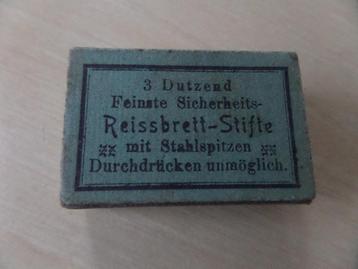 3 Dutzend
Feinste Sicherheits-
Reissbrett-Stifte
mit Stahlspitzen
Durchdrücken unmöglich.